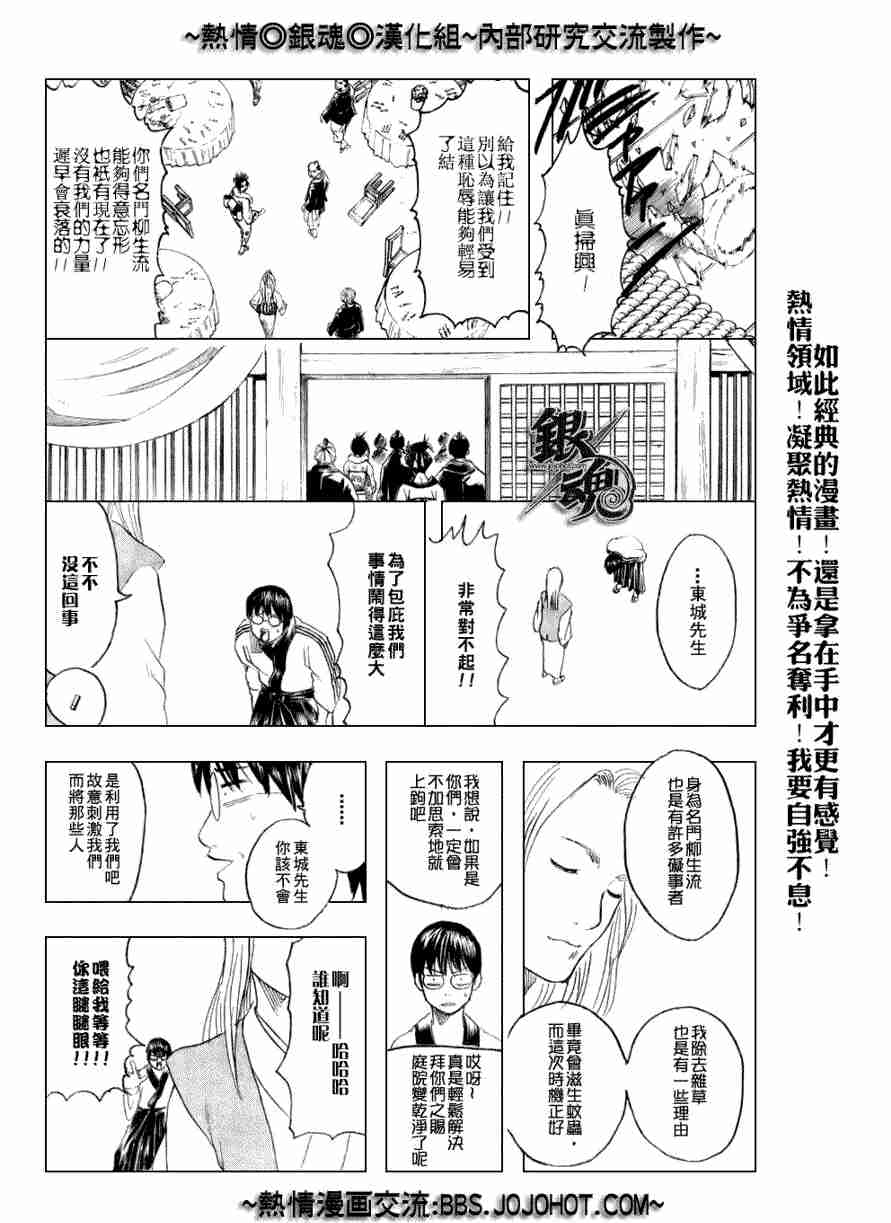 ~熱情◎銀魂◎漢化組~內部研究交流製作~
如此經典的漫畫！還是拿在手中才更有感覺！
熱情領域！凝聚熱情！不為爭名奪利！我要自強不息！
真掃興！
給我記住!!
別以為讓我們受到
這種恥辱能夠輕易
了結
你們名門柳生流
能夠得意忘形
也衹有現在了!!
沒有我們的力量
遲早會衰落的!!
銀魂
www.jojohot.com
…東城先生
非常對不起!!
為了包庇我們
事情鬧得這麼大
不不
沒這回事
！
身為名門柳生流
也是有許多礙事者
我除去雜草
也是有一些理由
畢竟會滋生蚊蟲，
而這次時機正好
我想說，如果是
你們，一定會
不加思索地就
上鉤吧
哎呀~
真是輕鬆解決
拜你們之賜
庭院變乾淨了呢
……
東城先生
你該不會
是利用了我們吧
故意刺激我們
而將那些人
啊——哈哈哈
誰知道呢
喂給我等等!!
你這瞇瞇眼!!!!
~熱情漫画交流:BBS.JOJOHOT.COM~